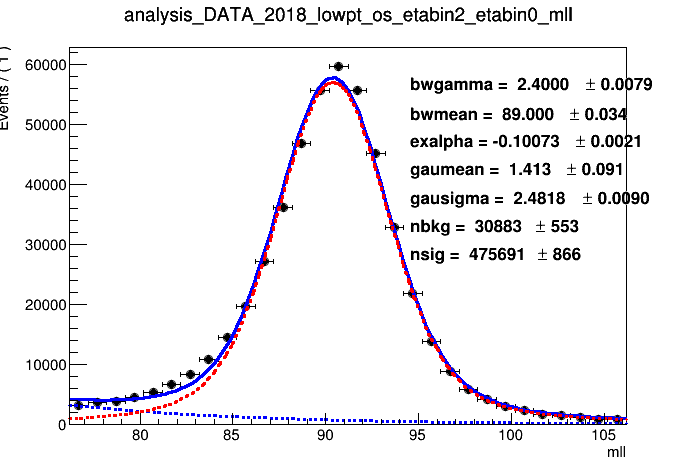 analysis_DATA_2018_lowpt_os_etabin2_etabin0_mll
Events / ( 1 )
60000
50000
40000
30000
20000
10000
0
bwgamma = 2.4000 ± 0.0079
bwmean = 89.000 ± 0.034
exalpha = -0.10073 ± 0.0021
gaumean = 1.413 ± 0.091
gausigma = 2.4818 ± 0.0090
nbkg = 30883 ± 553
nsig = 475691 ± 866
80 85 90 95 100 105
mll